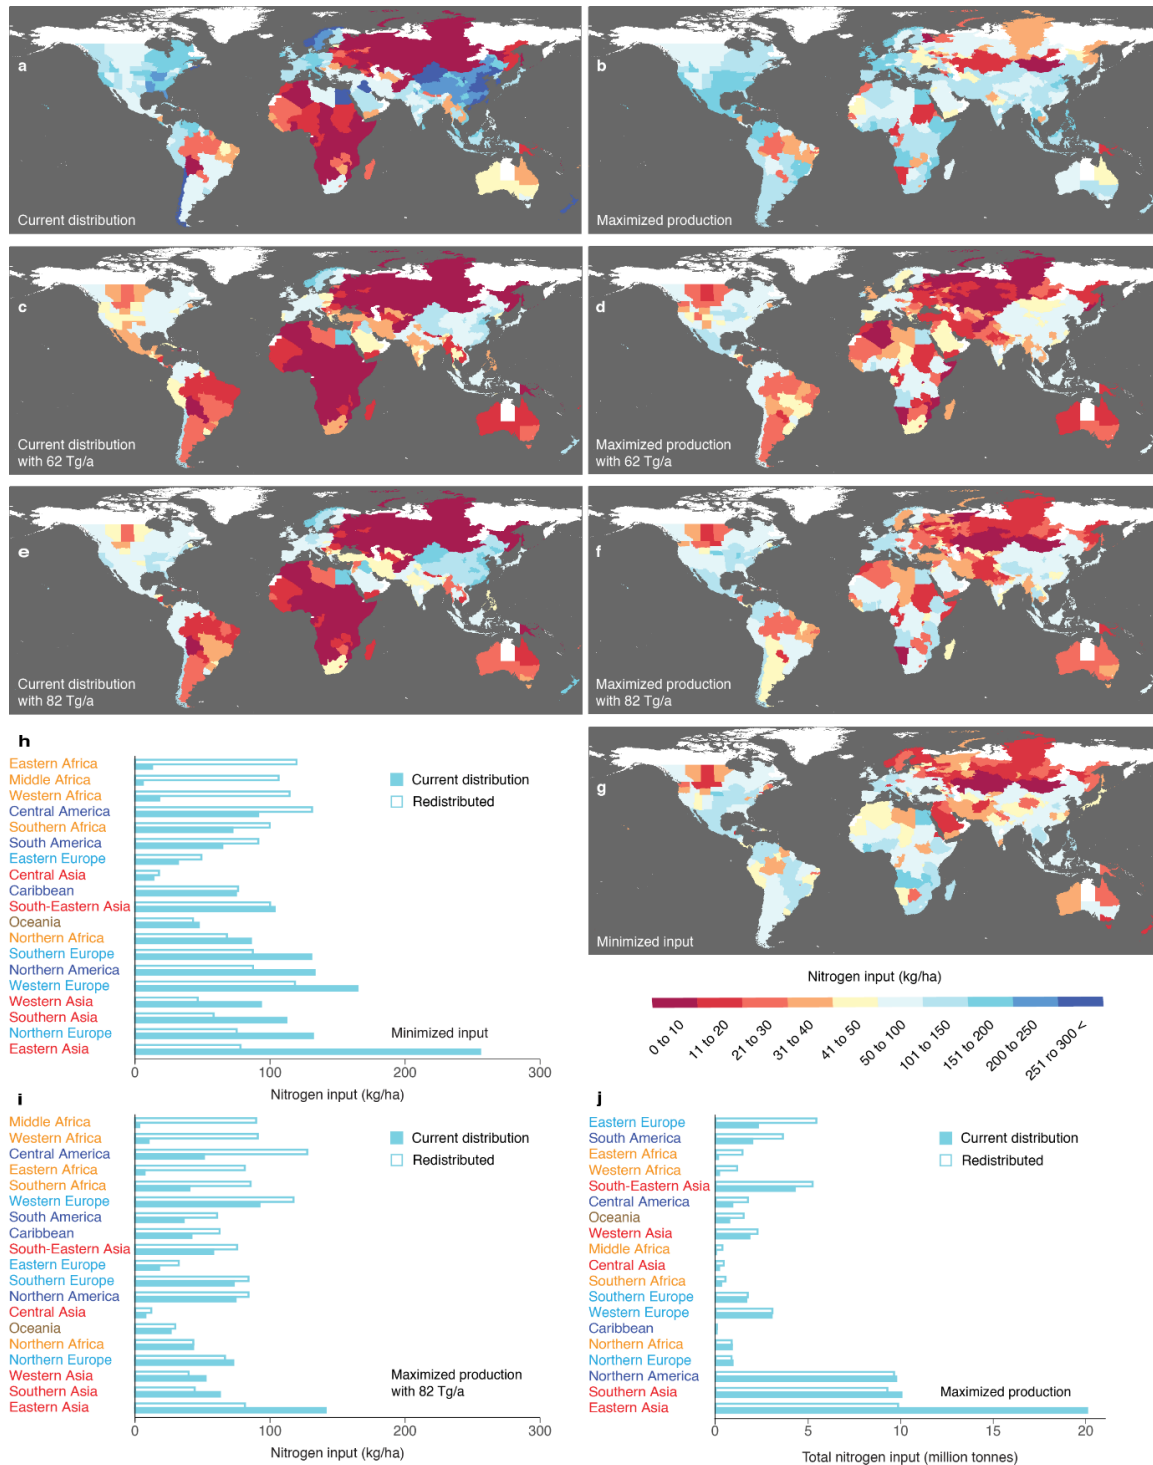 a
Current distribution
b
Maximized production
c
Current distribution
with 62 Tg/a
d
Maximized production
with 62 Tg/a
e
Current distribution
with 82 Tg/a
f
Maximized production
with 82 Tg/a
g
Minimized input
Nitrogen input (kg/ha)
0 to 10
11 to 20
21 to 30
31 to 40
41 to 50
50 to 100
101 to 150
151 to 200
200 to 250
251 ro 300 <
h
Eastern Africa
Middle Africa
Western Africa
Central America
Southern Africa
South America
Eastern Europe
Central Asia
Caribbean
South-Eastern Asia
Oceania
Northern Africa
Southern Europe
Northern America
Western Europe
Western Asia
Southern Asia
Northern Europe
Eastern Asia
Current distribution
Redistributed
Minimized input
0
100
200
300
Nitrogen input (kg/ha)
i
Middle Africa
Western Africa
Central America
Eastern Africa
Southern Africa
Western Europe
South America
Caribbean
South-Eastern Asia
Eastern Europe
Southern Europe
Northern America
Central Asia
Oceania
Northern Africa
Northern Europe
Western Asia
Southern Asia
Eastern Asia
Current distribution
Redistributed
Maximized production
with 82 Tg/a
0
100
200
300
Nitrogen input (kg/ha)
j
Eastern Europe
South America
Eastern Africa
Western Africa
South-Eastern Asia
Central America
Oceania
Western Asia
Middle Africa
Central Asia
Southern Africa
Southern Europe
Western Europe
Caribbean
Northern Africa
Northern Europe
Northern America
Southern Asia
Eastern Asia
Current distribution
Redistributed
Maximized production
0
5
10
15
20
Total nitrogen input (million tonnes)